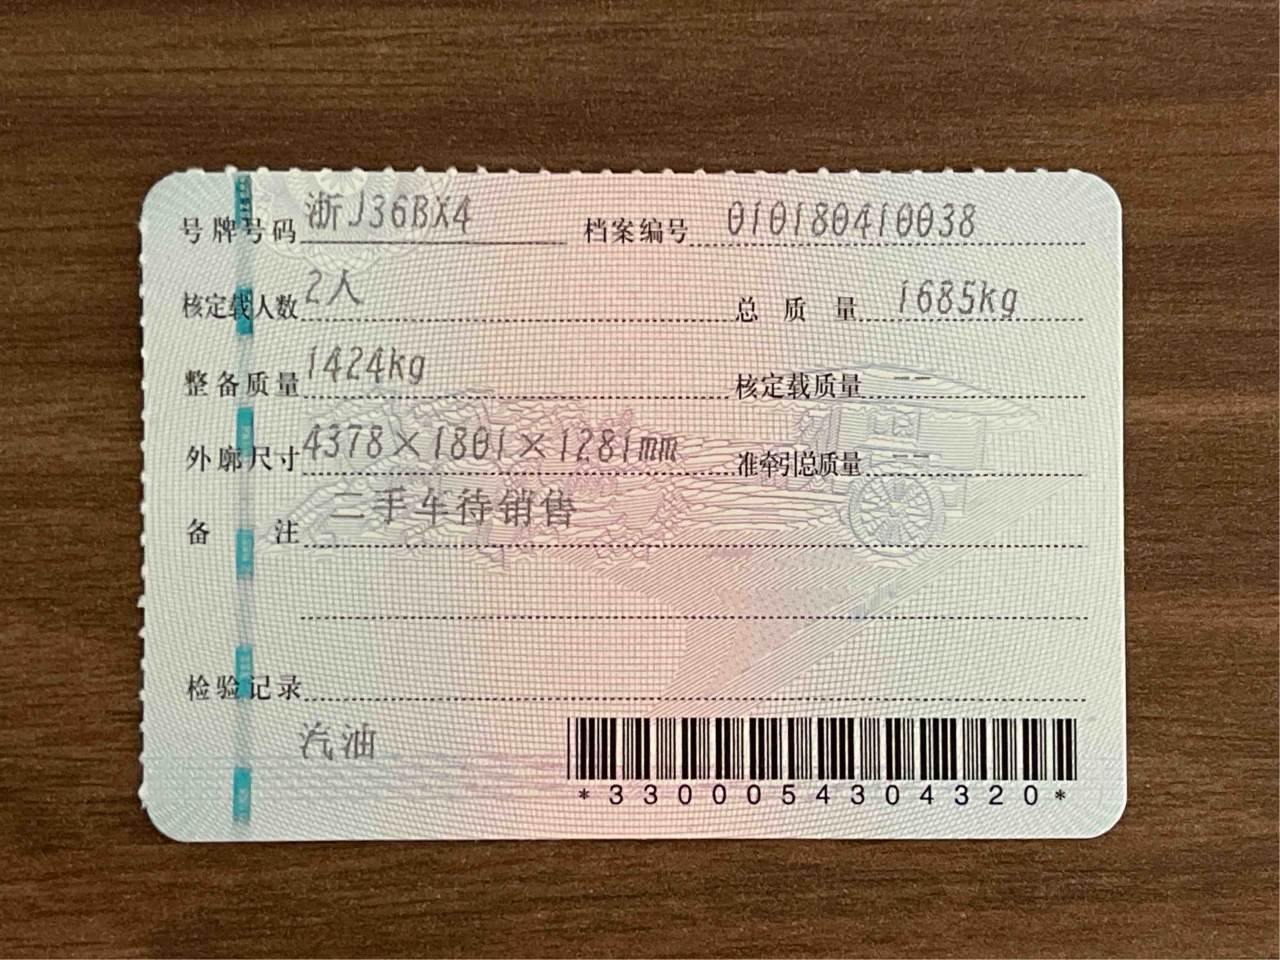 号牌号码 浙J36BX4 档案编号 010180410038
核定载人数 2人 总质量 1685kg
整备质量 1424kg 核定载质量 --
外廓尺寸 4378×1801×1281mm 准牵引总质量 --
备注 二手车待销售
检验记录
汽油
*3300054304320*